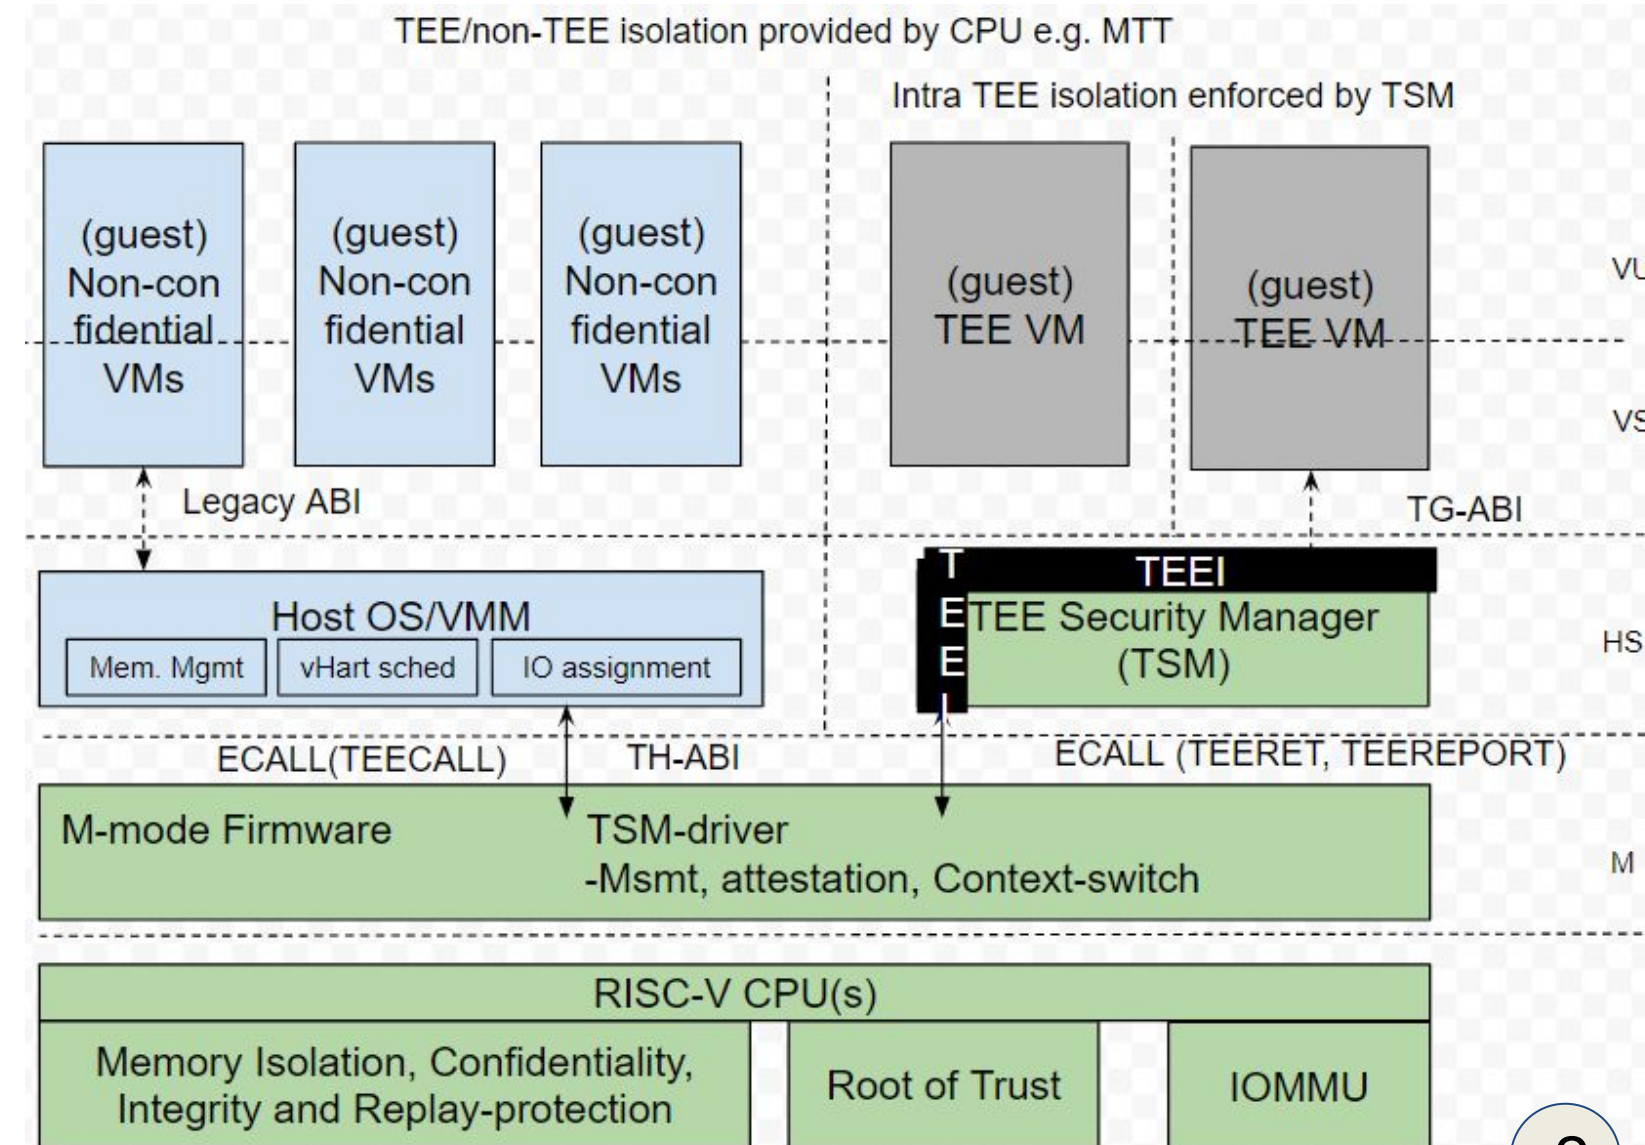 TEE/non-TEE isolation provided by CPU e.g. MTT
Intra TEE isolation enforced by TSM
(guest)
Non-con
fidential
VMs
(guest)
Non-con
fidential
VMs
(guest)
Non-con
fidential
VMs
(guest)
TEE VM
(guest)
TEE VM
VU
VS
Legacy ABI
TG-ABI
Host OS/VMM
Mem. Mgmt
vHart sched
IO assignment
TEEI
TEEI
TEE Security Manager
(TSM)
HS
ECALL(TEECALL)
TH-ABI
ECALL (TEERET, TEEREPORT)
M-mode Firmware
TSM-driver
-Msmt, attestation, Context-switch
M
RISC-V CPU(s)
Memory Isolation, Confidentiality,
Integrity and Replay-protection
Root of Trust
IOMMU